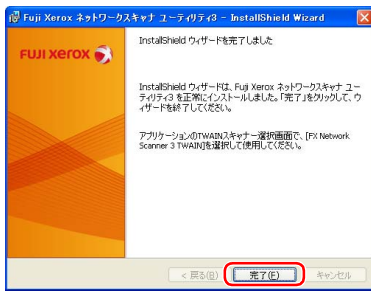 Fuji Xerox ネットワークスキャナ ユーティリティ3 - InstallShield Wizard
FUJI XEROX
InstallShield ウィザードを完了しました
InstallShield ウィザードは、Fuji Xerox ネットワークスキャナ ユー
ティリティ3 を正常にインストールしました。「完了」をクリックして、ウ
ィザードを終了してください。
アプリケーションのTWAINスキャナー選択画面で、[FX Network
Scanner 3 TWAIN]を選択して使用してください。
< 戻る(B)
完了(F)
キャンセル